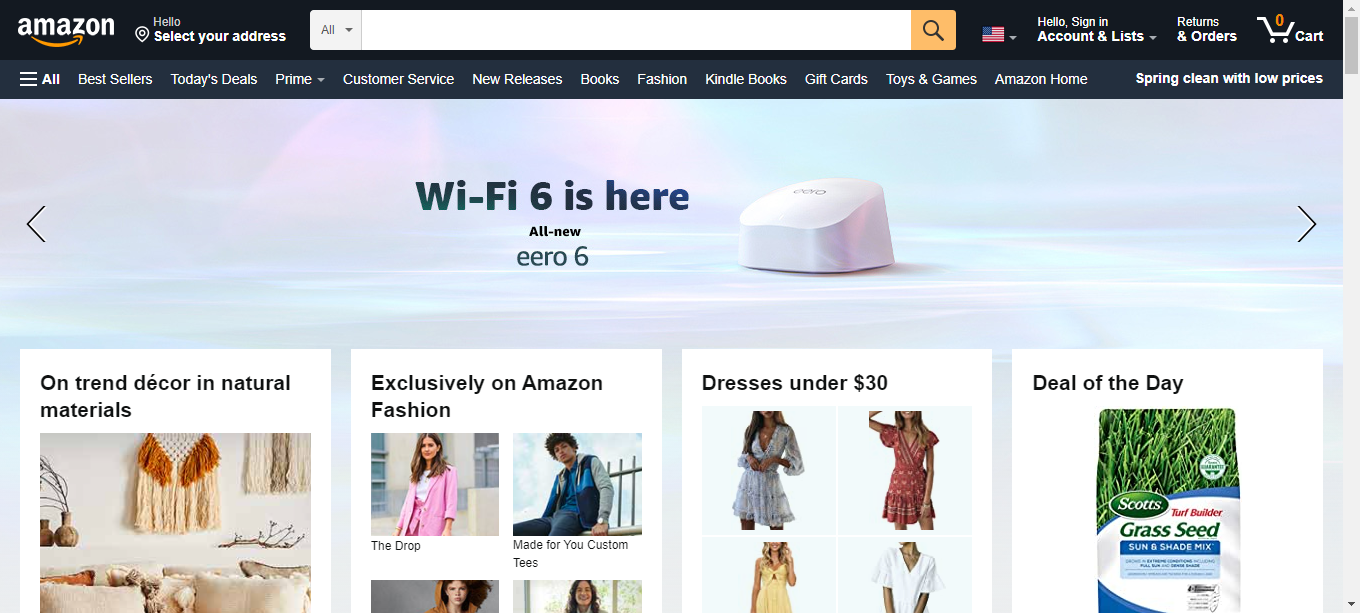 amazon
Hello
Select your address
All
Hello, Sign in
Account & Lists
Returns
& Orders
0
Cart
All
Best Sellers
Today's Deals
Prime
Customer Service
New Releases
Books
Fashion
Kindle Books
Gift Cards
Toys & Games
Amazon Home
Spring clean with low prices
Wi-Fi 6 is here
All-new
eero 6
eero
On trend décor in natural
materials
Exclusively on Amazon
Fashion
The Drop
Made for You Custom
Tees
Dresses under $30
Deal of the Day
Scotts
Turf Builder
Grass Seed
SUN & SHADE MIX